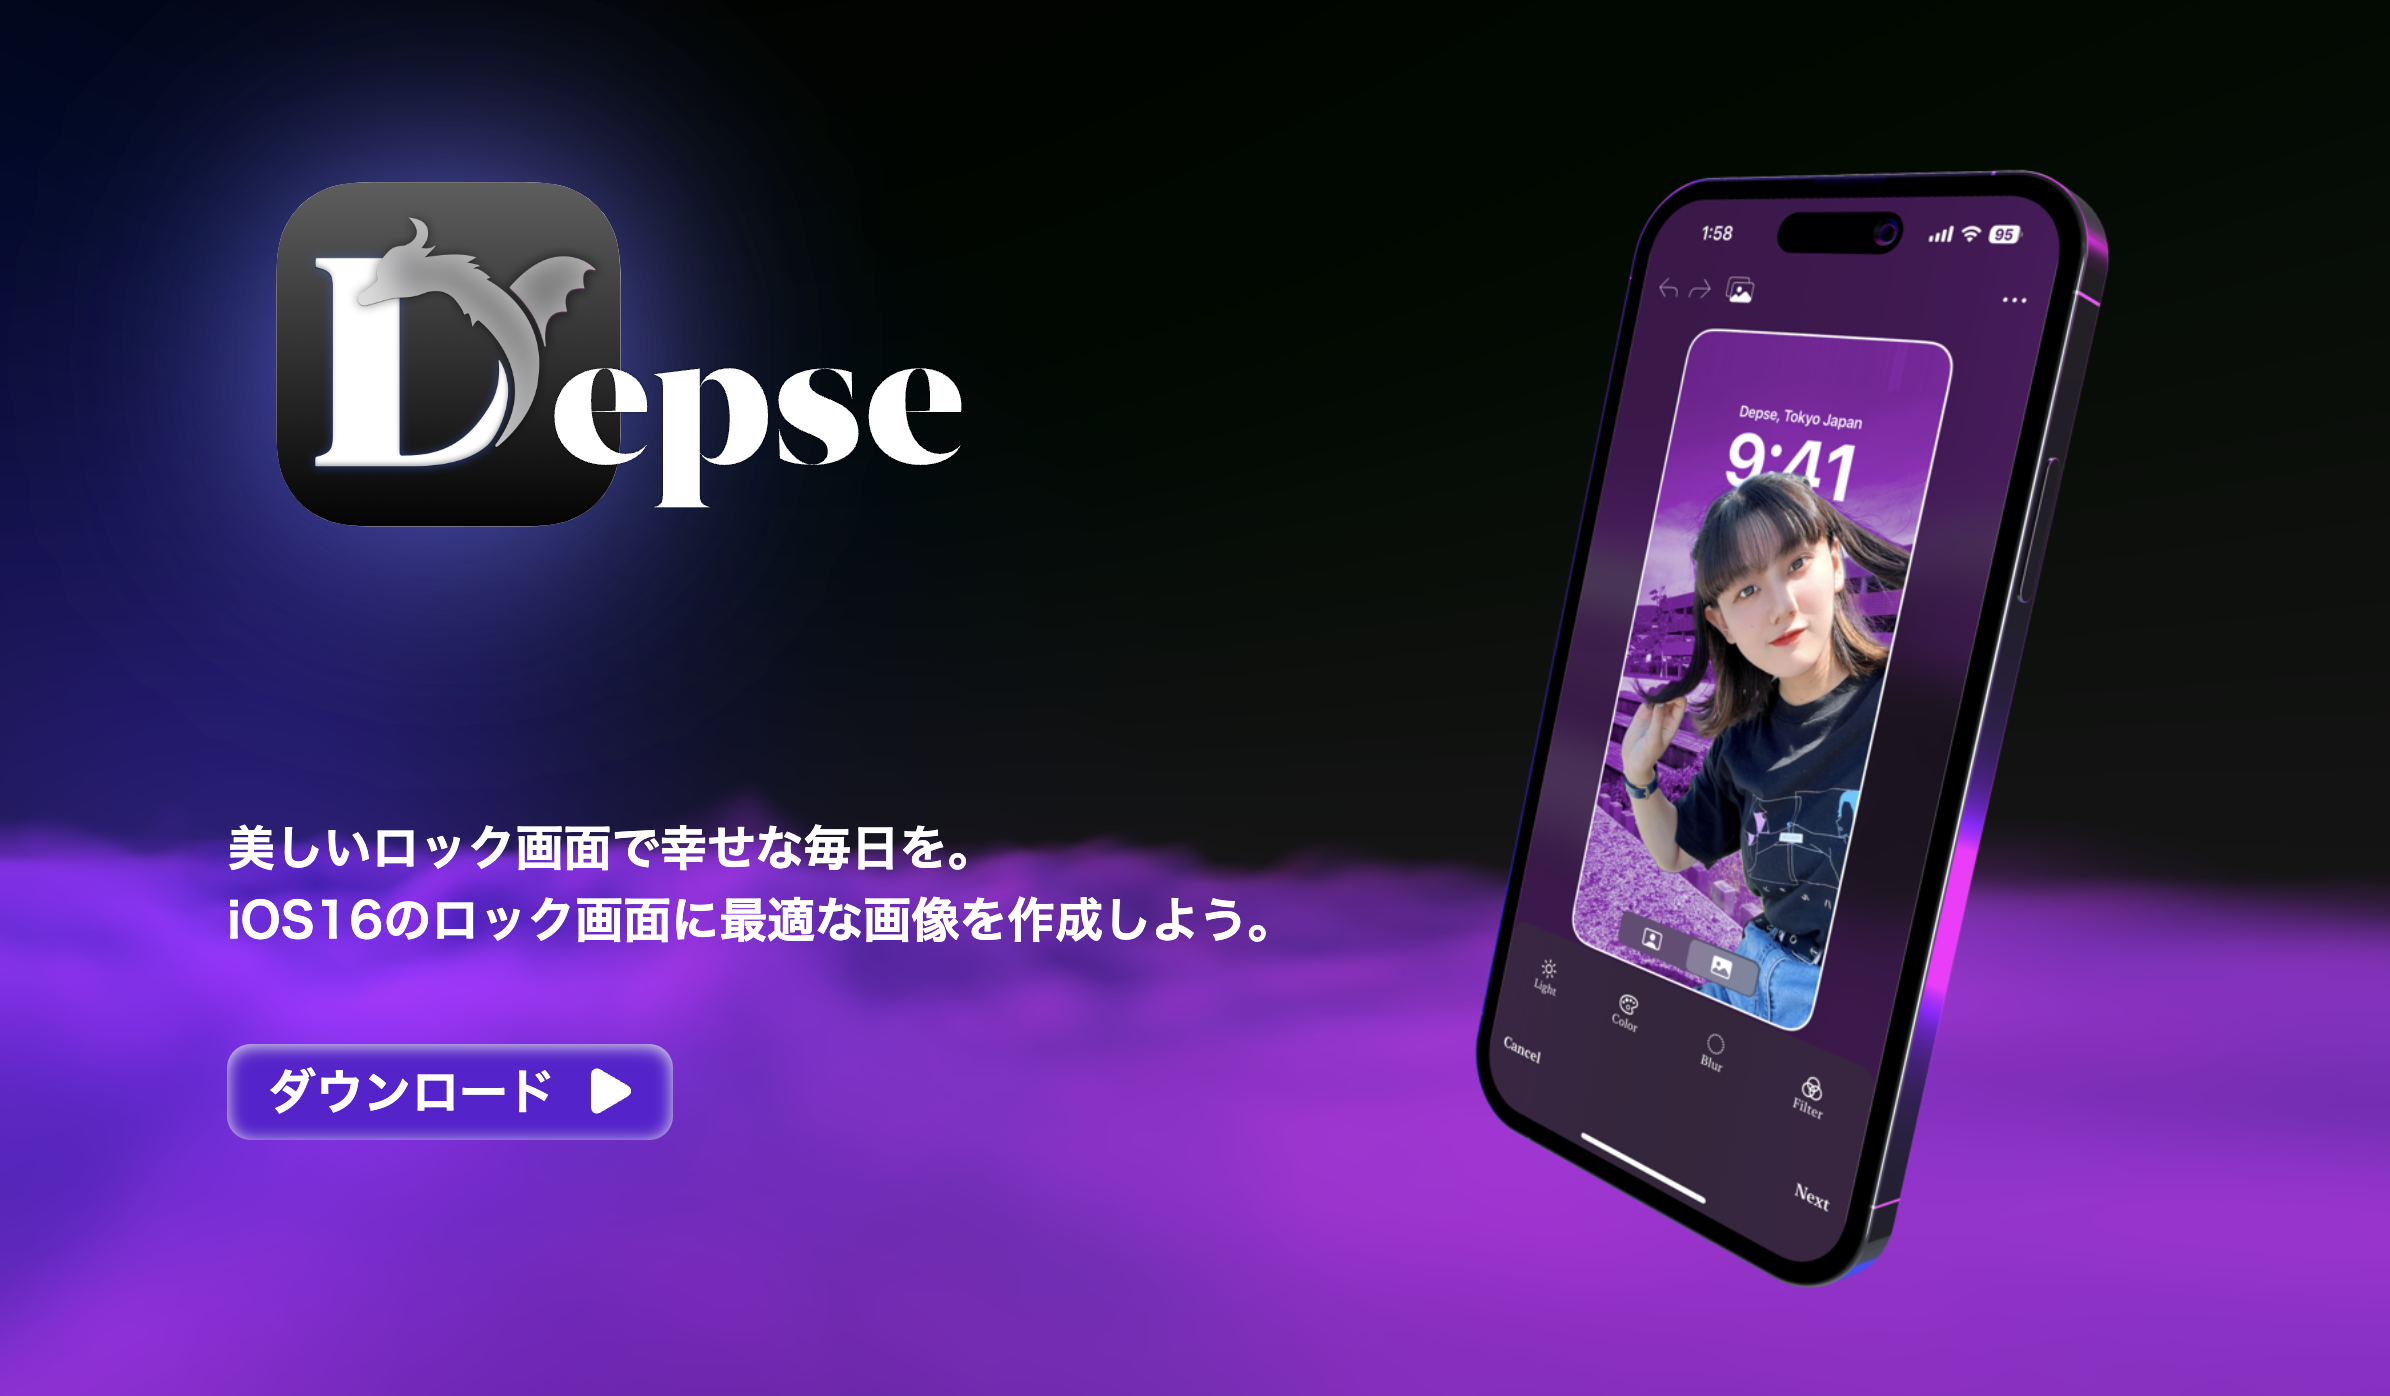 Depse
美しいロック画面で幸せな毎日を。
iOS16のロック画面に最適な画像を作成しよう。
ダウンロード
1:58
95
Depse, Tokyo Japan
9:41
Light
Color
Blur
Filter
Cancel
Next